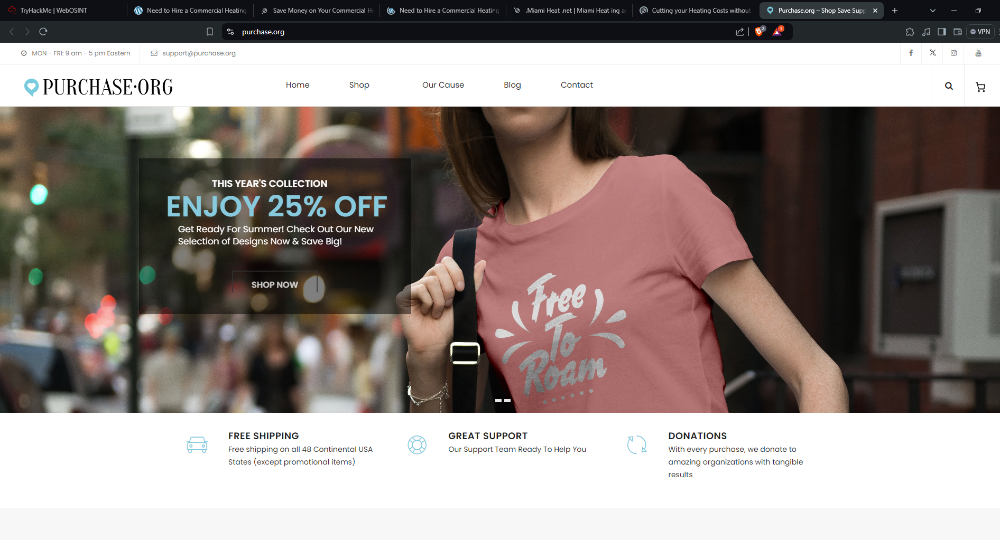 TryHackMe | WebOSINT
Need to Hire a Commercial Heating
Save Money on Your Commercial He
Need to Hire a Commercial Heating
.Miami Heat .net | Miami Heat ing a
Cutting your Heating Costs without
Purchase.org – Shop Save Supp
purchase.org
2
1
VPN
MON - FRI: 9 am - 5 pm Eastern
support@purchase.org
PURCHASE·ORG
Home
Shop
Our Cause
Blog
Contact
THIS YEAR'S COLLECTION
ENJOY 25% OFF
Get Ready For Summer! Check Out Our New
Selection of Designs Now & Save Big!
SHOP NOW
Free
To
Roam
FREE SHIPPING
Free shipping on all 48 Continental USA
States (except promotional items)
GREAT SUPPORT
Our Support Team Ready To Help You
DONATIONS
With every purchase, we donate to
amazing organizations with tangible
results